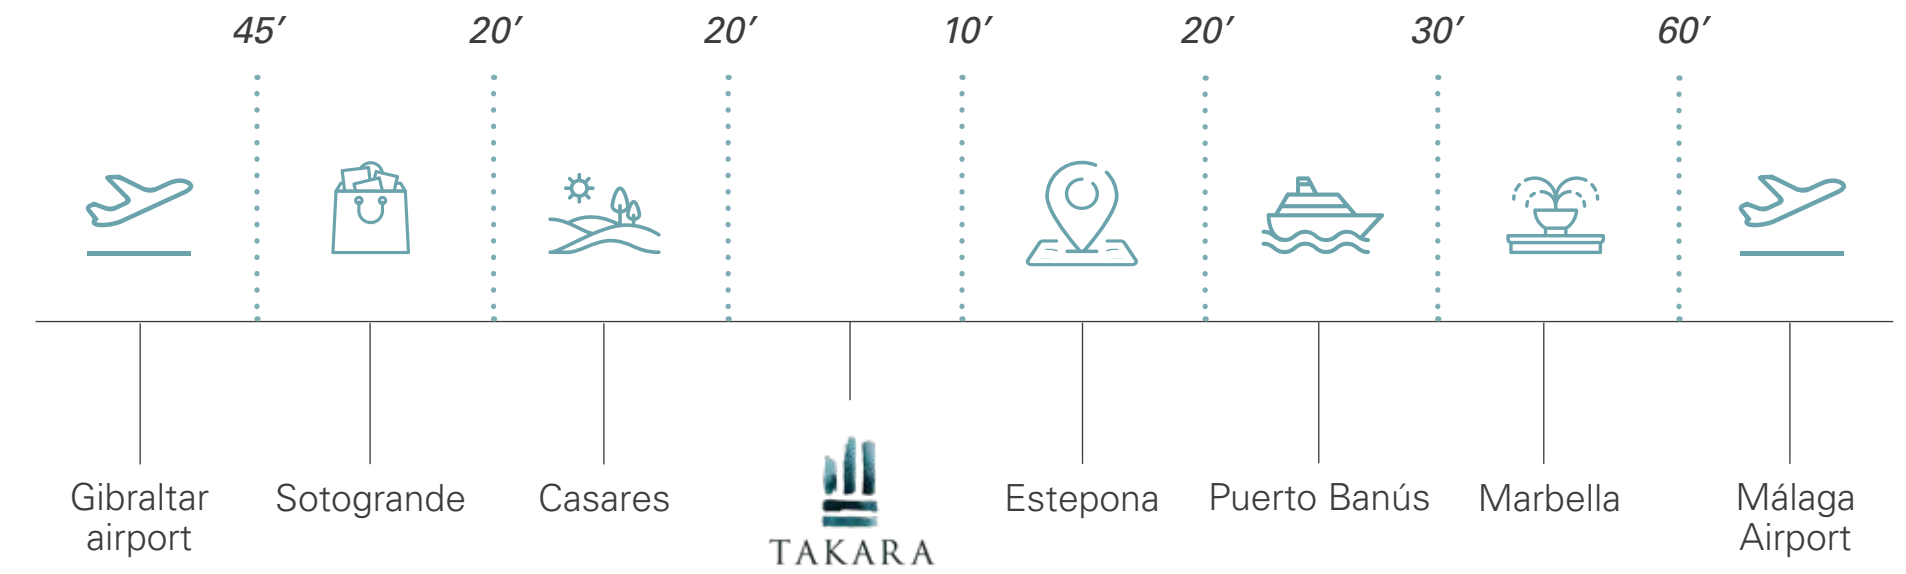 45′ 20′ 20′ 10′ 20′ 30′ 60′
Gibraltar
airport
Sotogrande
Casares
TAKARA
Estepona
Puerto Banús
Marbella
Málaga
Airport